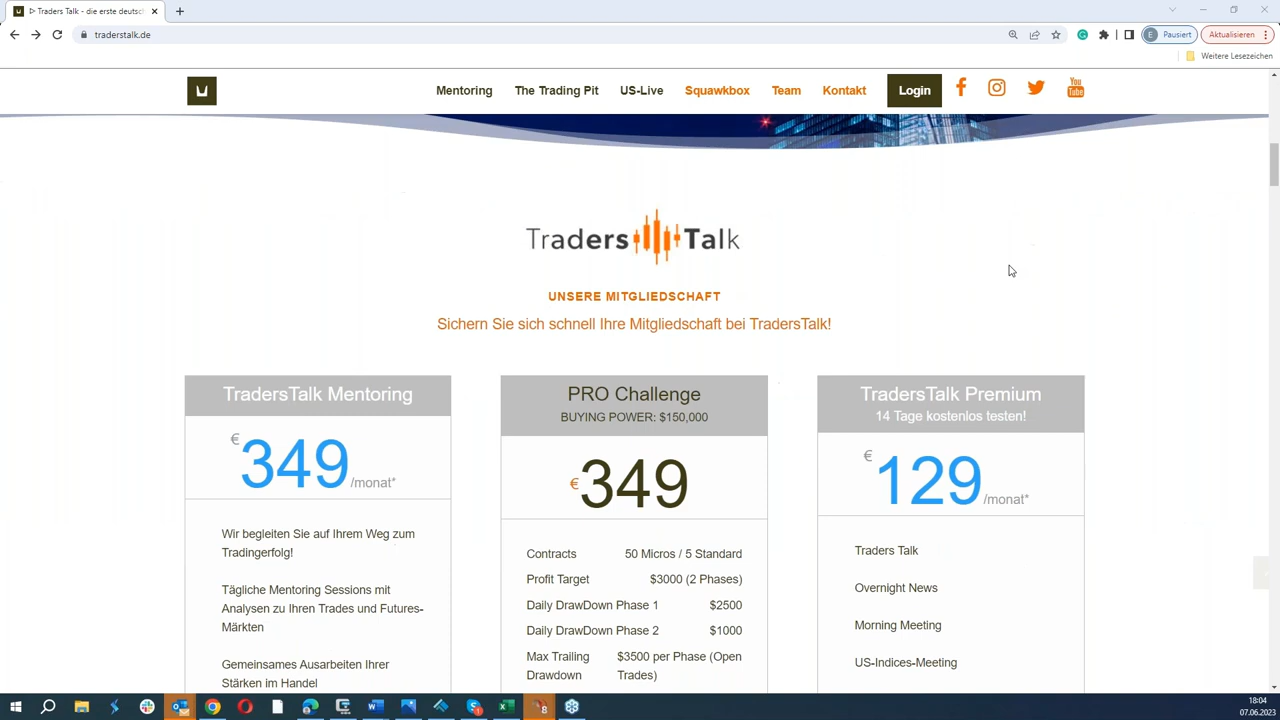 ▷ Traders Talk - die erste deutsc
traderstalk.de
E Pausiert
Aktualisieren
Weitere Lesezeichen
Mentoring The Trading Pit US-Live Squawkbox Team Kontakt Login
You Tube
Traders Talk
UNSERE MITGLIEDSCHAFT
Sichern Sie sich schnell Ihre Mitgliedschaft bei TradersTalk!
TradersTalk Mentoring
€ 349 /monat*
Wir begleiten Sie auf Ihrem Weg zum
Tradingerfolg!
Tägliche Mentoring Sessions mit
Analysen zu Ihren Trades und Futures-
Märkten
Gemeinsames Ausarbeiten Ihrer
Stärken im Handel
PRO Challenge
BUYING POWER: $150,000
€ 349
Contracts 50 Micros / 5 Standard
Profit Target $3000 (2 Phases)
Daily DrawDown Phase 1 $2500
Daily DrawDown Phase 2 $1000
Max Trailing $3500 per Phase (Open
Drawdown Trades)
TradersTalk Premium
14 Tage kostenlos testen!
€ 129 /monat*
Traders Talk
Overnight News
Morning Meeting
US-Indices-Meeting
18:04
07.06.2023